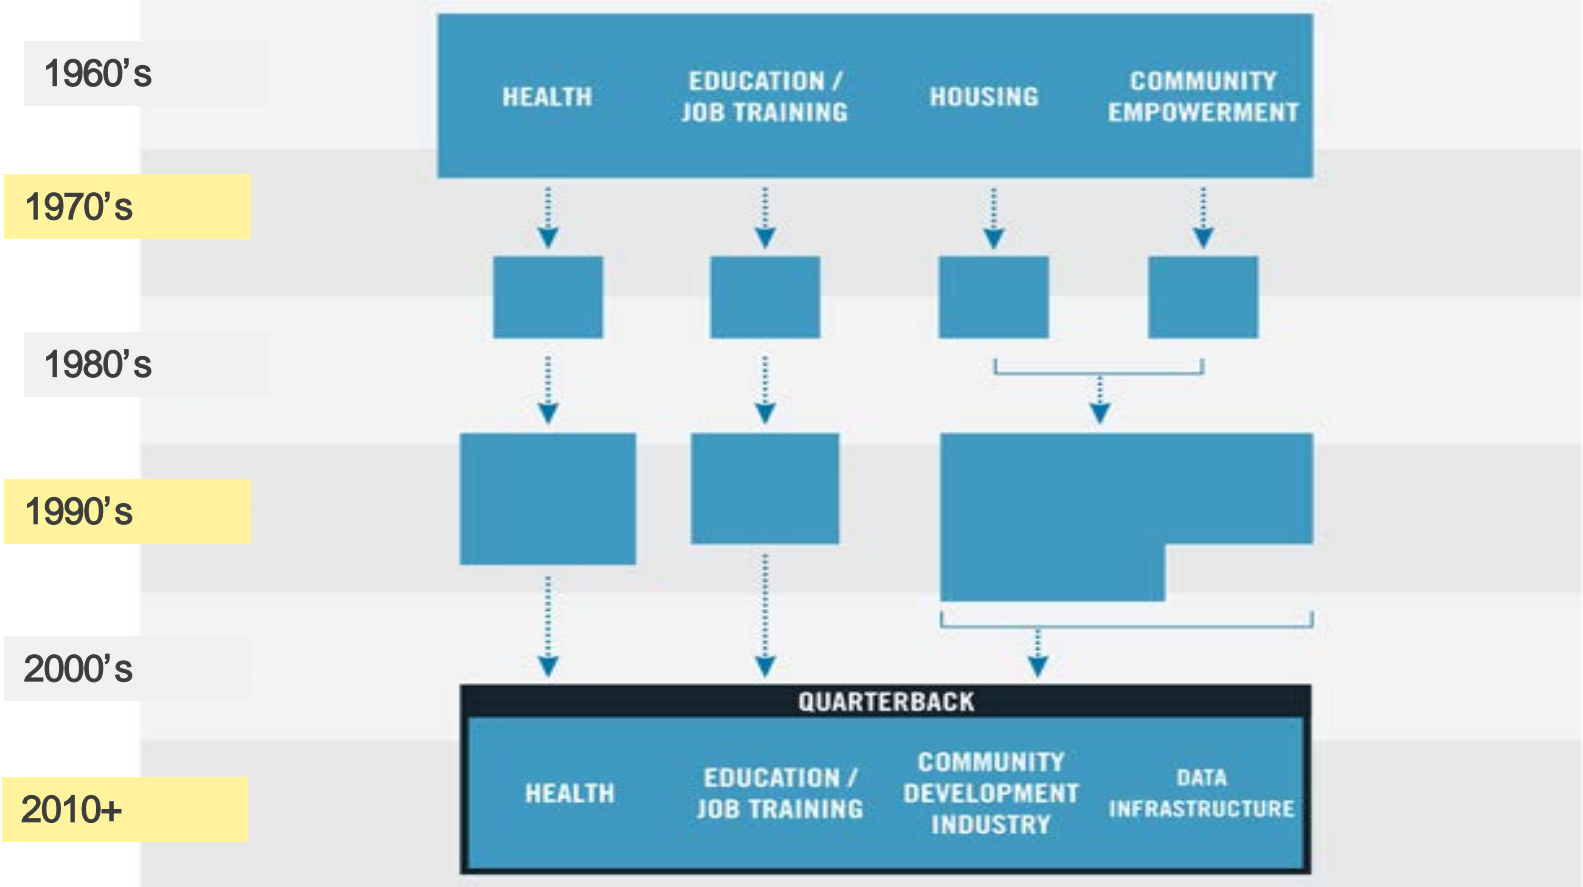 1960's
HEALTH
EDUCATION /
JOB TRAINING
HOUSING
COMMUNITY
EMPOWERMENT
1970's
1980's
1990's
2000's
QUARTERBACK
HEALTH
EDUCATION /
JOB TRAINING
COMMUNITY
DEVELOPMENT
INDUSTRY
DATA
INFRASTRUCTURE
2010+